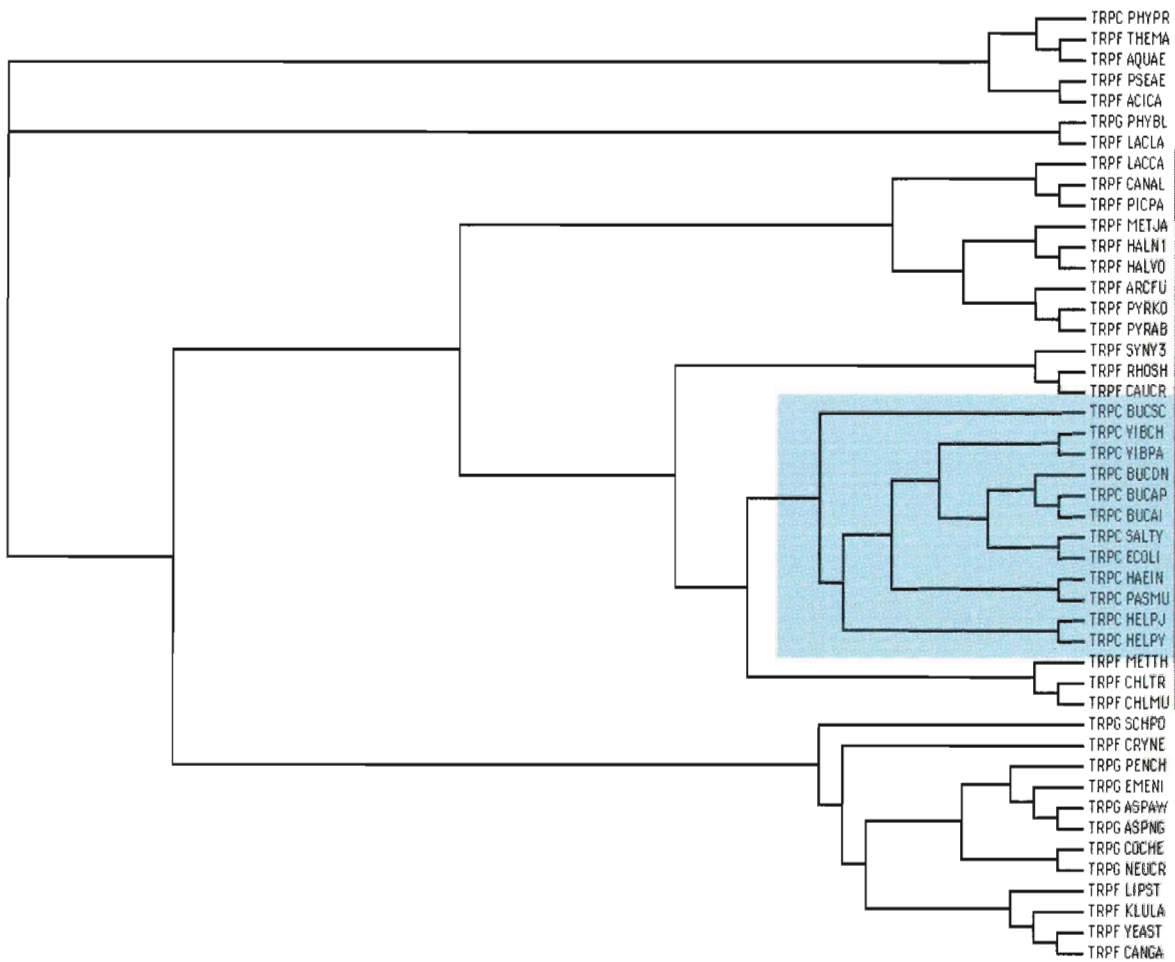 TRPC PHYPR
TRPF THEMA
TRPF AQUAE
TRPF PSEAE
TRPF ACICA
TRPG PHYBL
TRPF LACLA
TRPF LACCA
TRPF CANAL
TRPF PICPA
TRPF METJA
TRPF HALN1
TRPF HALVO
TRPF ARCFU
TRPF PYRKO
TRPF PYRAB
TRPF SYNY3
TRPF RHOSH
TRPF CAUCR
TRPC BUCSC
TRPC VIBCH
TRPC VIBPA
TRPC BUCDN
TRPC BUCAP
TRPC BUCAI
TRPC SALTY
TRPC ECOLI
TRPC HAEIN
TRPC PASMU
TRPC HELPJ
TRPC HELPY
TRPF METTH
TRPF CHLTR
TRPF CHLMU
TRPG SCHPO
TRPF CRYNE
TRPG PENCH
TRPG EMENI
TRPG ASPAW
TRPG ASPNG
TRPG COCHE
TRPG NEUCR
TRPF LIPST
TRPF KLULA
TRPF YEAST
TRPF CANGA